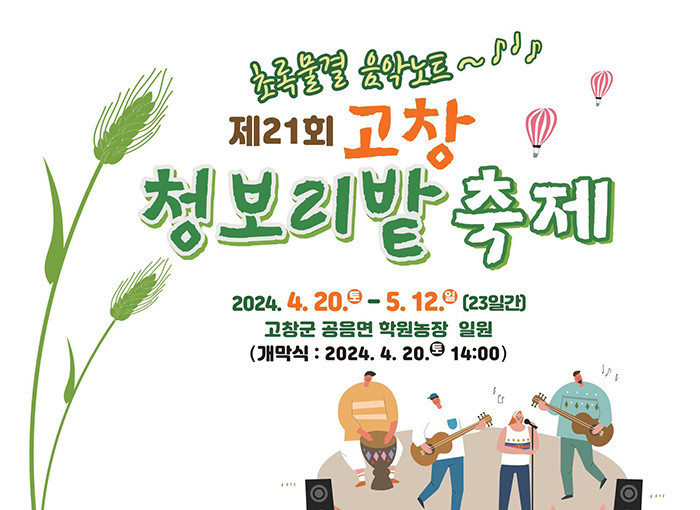 초록물결 음악노트~
제21회 고창
청보리밭 축제
2024. 4. 20.토 - 5. 12.일 (23일간)
고창군 공음면 학원농장 일원
(개막식 : 2024. 4. 20.토 14:00)